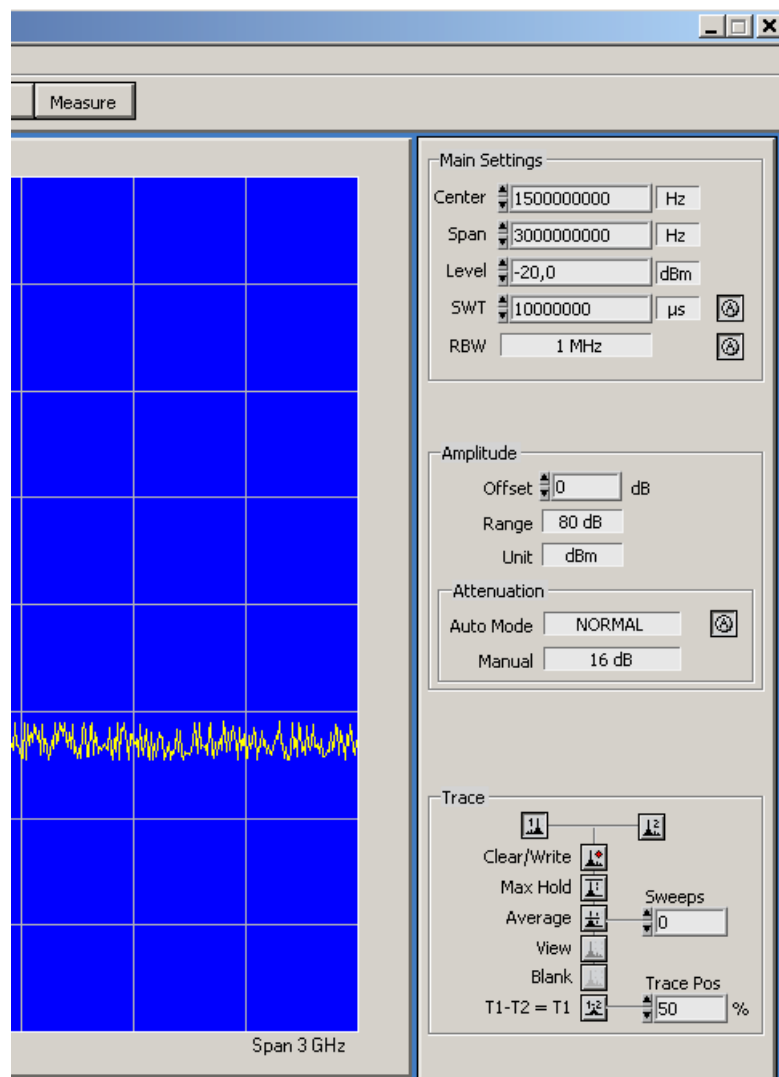 Measure
Main Settings
Center 1500000000 Hz
Span 3000000000 Hz
Level -20,0 dBm
SWT 10000000 µs
RBW 1 MHz
Amplitude
Offset 0 dB
Range 80 dB
Unit dBm
Attenuation
Auto Mode NORMAL
Manual 16 dB
Trace
1 2
Clear/Write
Max Hold
Sweeps
Average 0
View
Blank
Trace Pos
T1-T2 = T1 50 %
Span 3 GHz